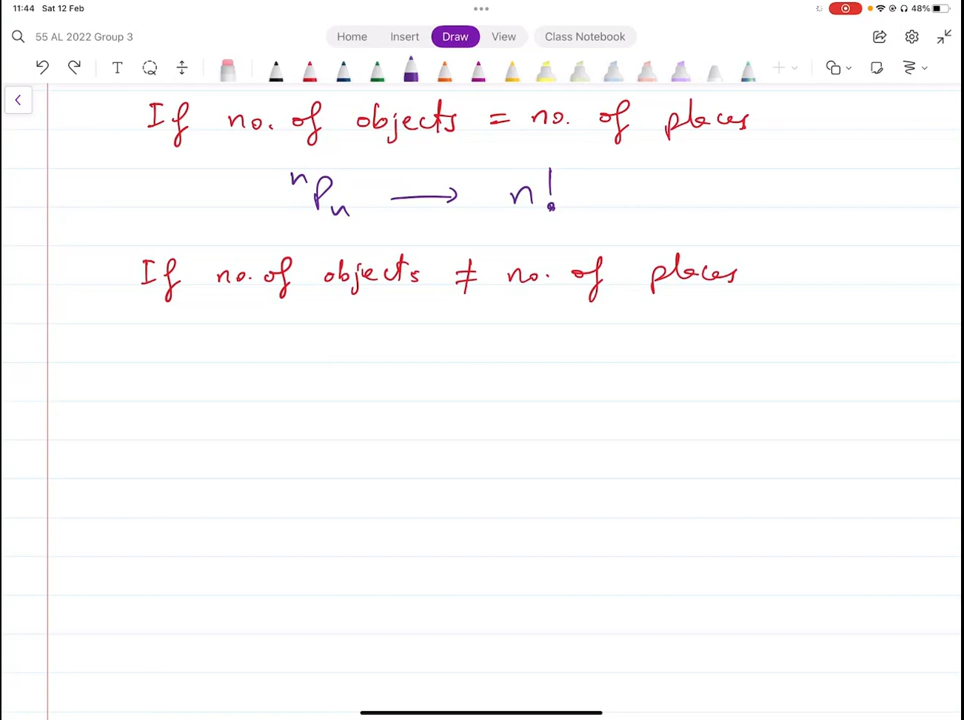 11:44 Sat 12 Feb
48%
55 AL 2022 Group 3
Home Insert Draw View Class Notebook
T
If no. of objects = no. of places
ⁿPₙ ⟶ n!
If no. of objects ≠ no. of places